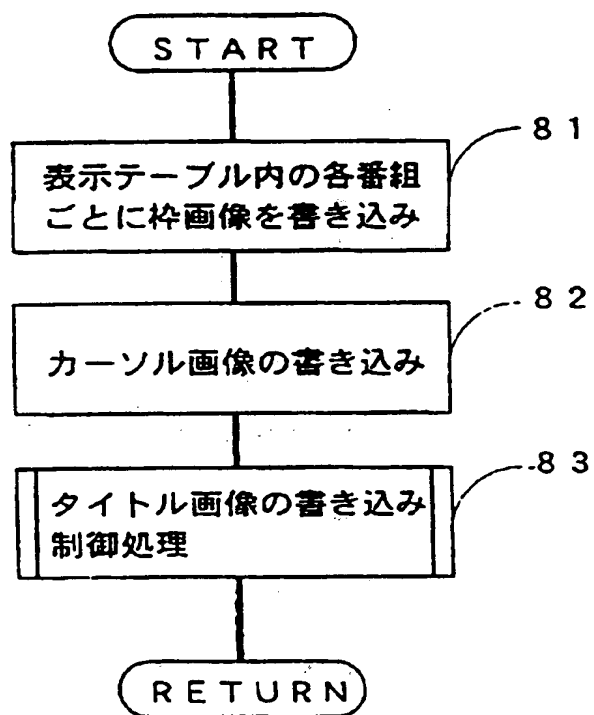 START
81
表示テーブル内の各番組
ごとに枠画像を書き込み
82
カーソル画像の書き込み
83
タイトル画像の書き込み
制御処理
RETURN